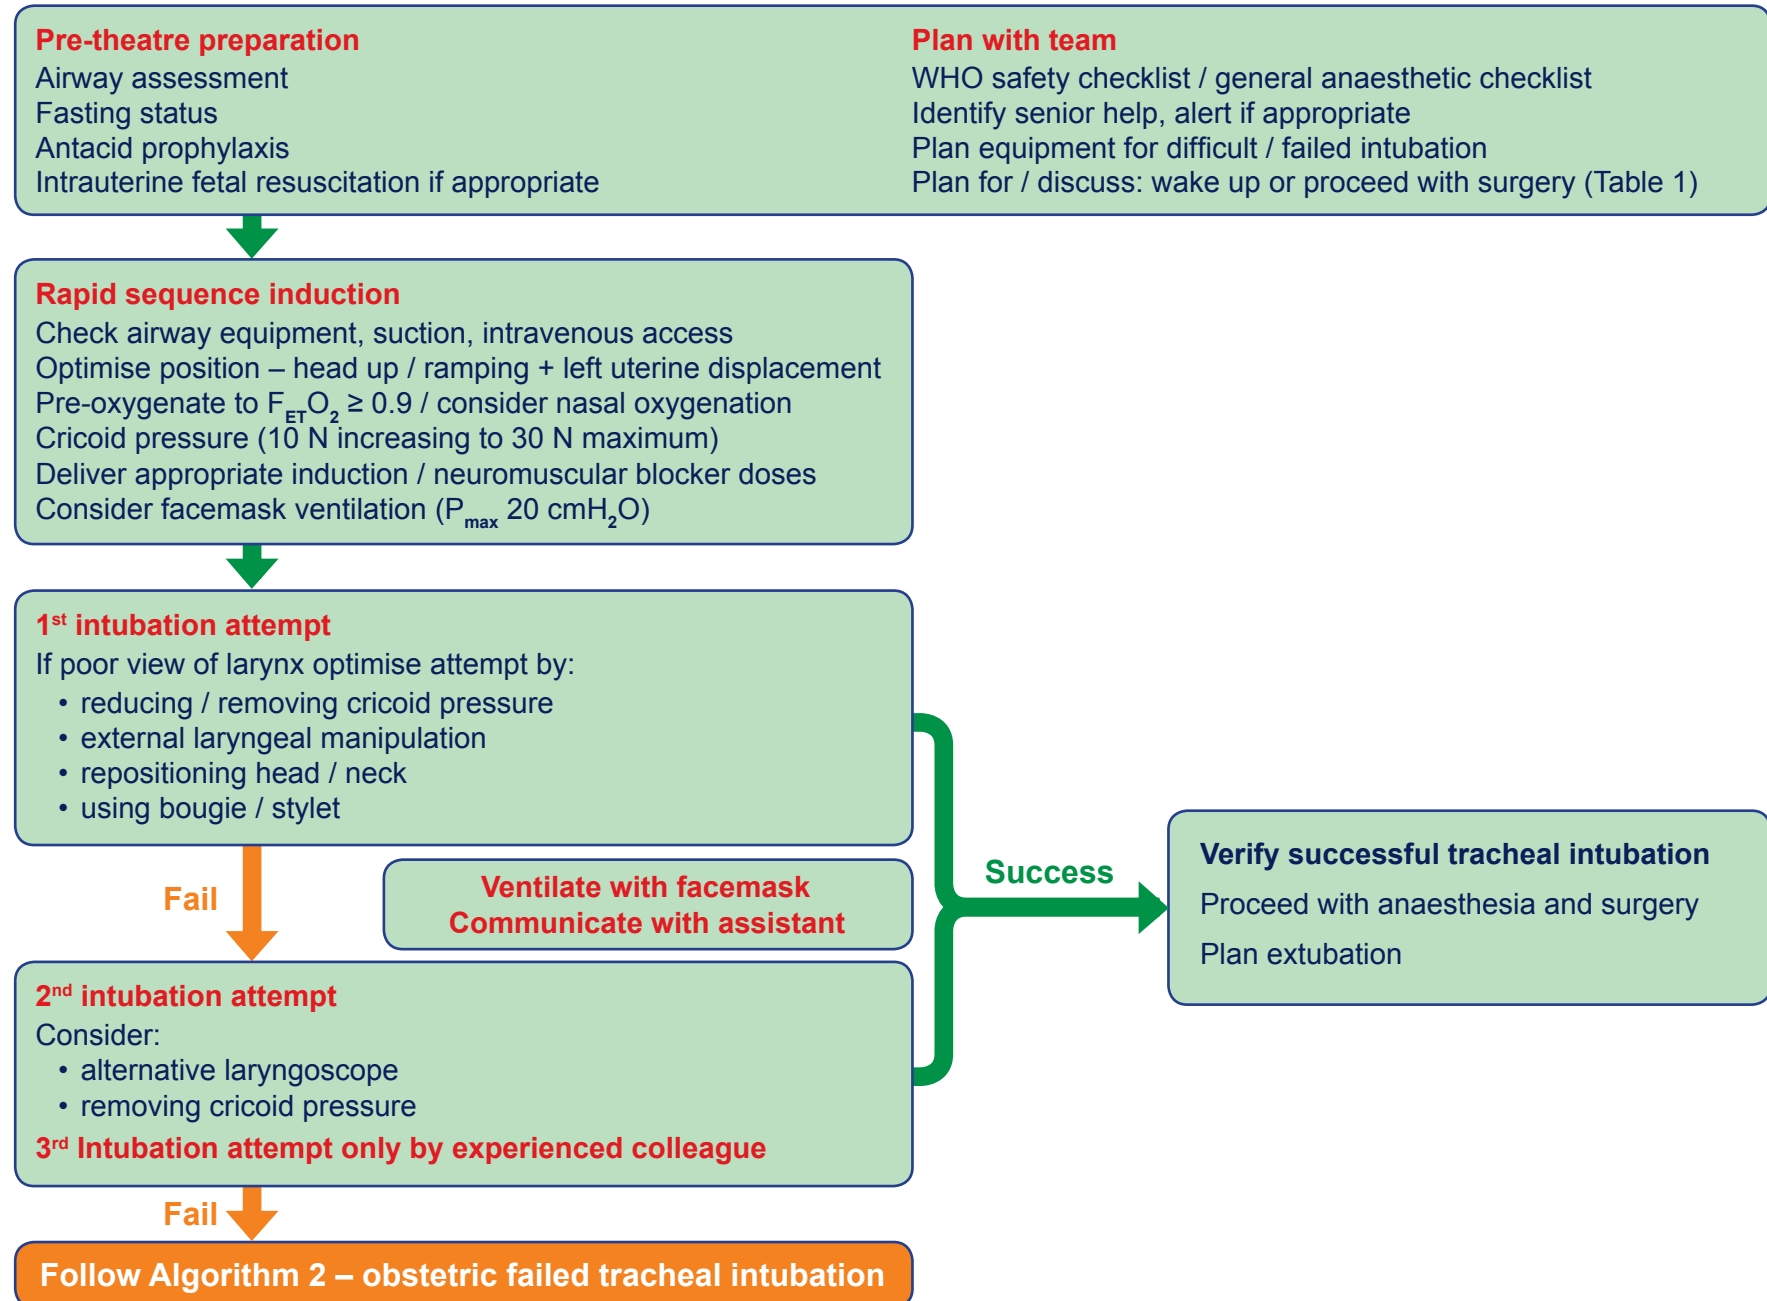 Pre-theatre preparation
Airway assessment
Fasting status
Antacid prophylaxis
Intrauterine fetal resuscitation if appropriate
Plan with team
WHO safety checklist / general anaesthetic checklist
Identify senior help, alert if appropriate
Plan equipment for difficult / failed intubation
Plan for / discuss: wake up or proceed with surgery (Table 1)
Rapid sequence induction
Check airway equipment, suction, intravenous access
Optimise position – head up / ramping + left uterine displacement
Pre-oxygenate to FETO2 ≥ 0.9 / consider nasal oxygenation
Cricoid pressure (10 N increasing to 30 N maximum)
Deliver appropriate induction / neuromuscular blocker doses
Consider facemask ventilation (Pmax 20 cmH2O)
1st intubation attempt
If poor view of larynx optimise attempt by:
• reducing / removing cricoid pressure
• external laryngeal manipulation
• repositioning head / neck
• using bougie / stylet
Fail
Ventilate with facemask
Communicate with assistant
Success
Verify successful tracheal intubation
Proceed with anaesthesia and surgery
Plan extubation
2nd intubation attempt
Consider:
• alternative laryngoscope
• removing cricoid pressure
3rd Intubation attempt only by experienced colleague
Fail
Follow Algorithm 2 – obstetric failed tracheal intubation